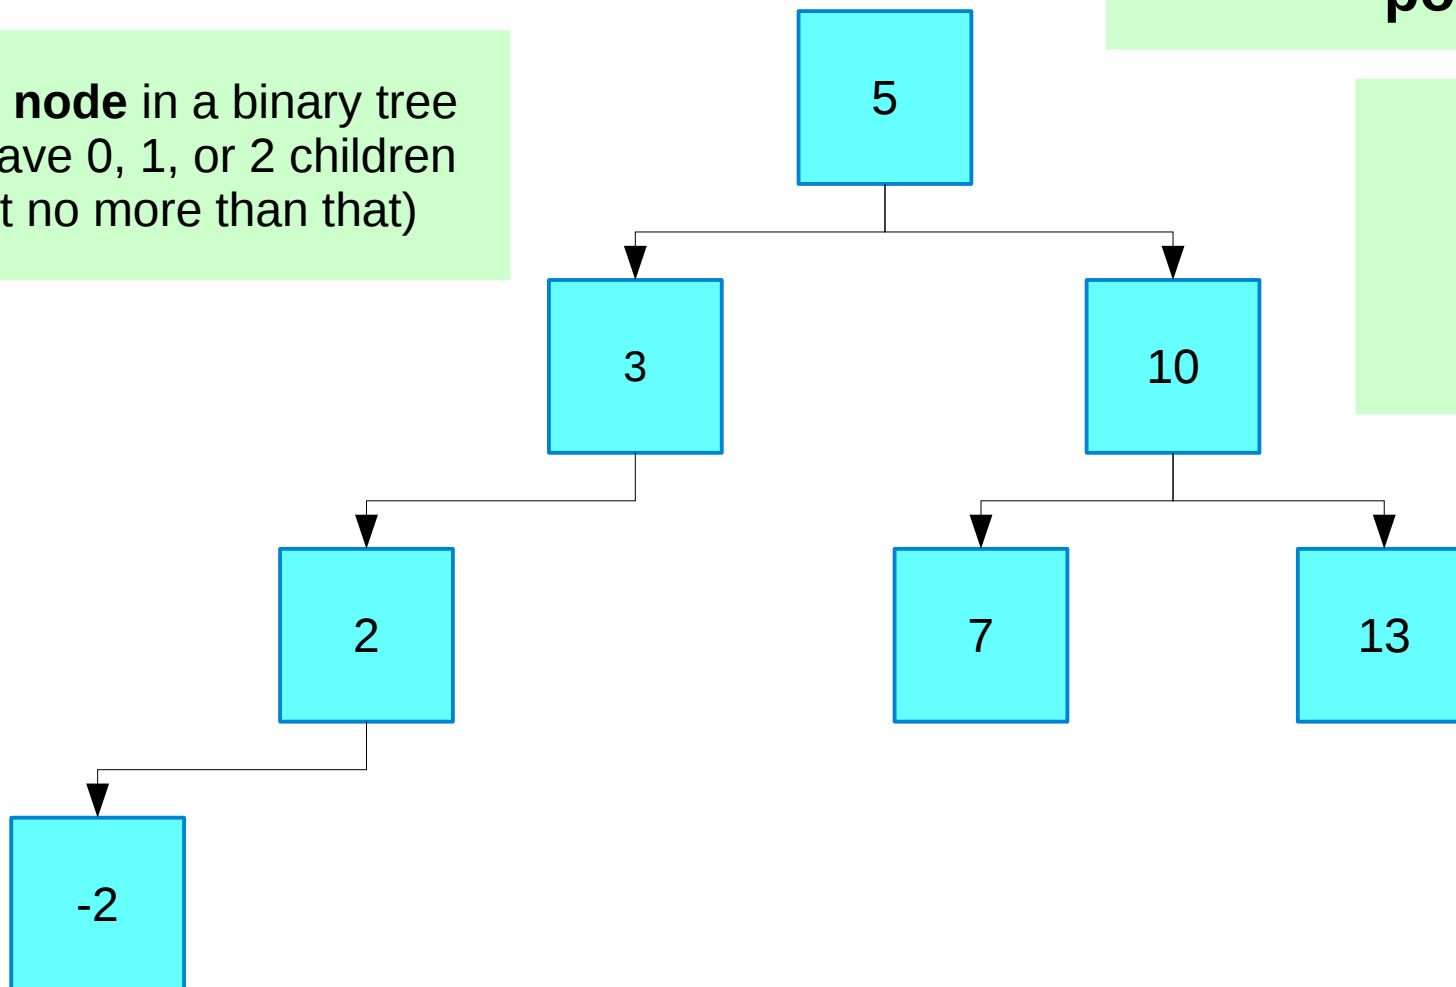 node in a binary tree
0, 1, or 2 children
no more than that)
5
3
10
2
7
13
-2